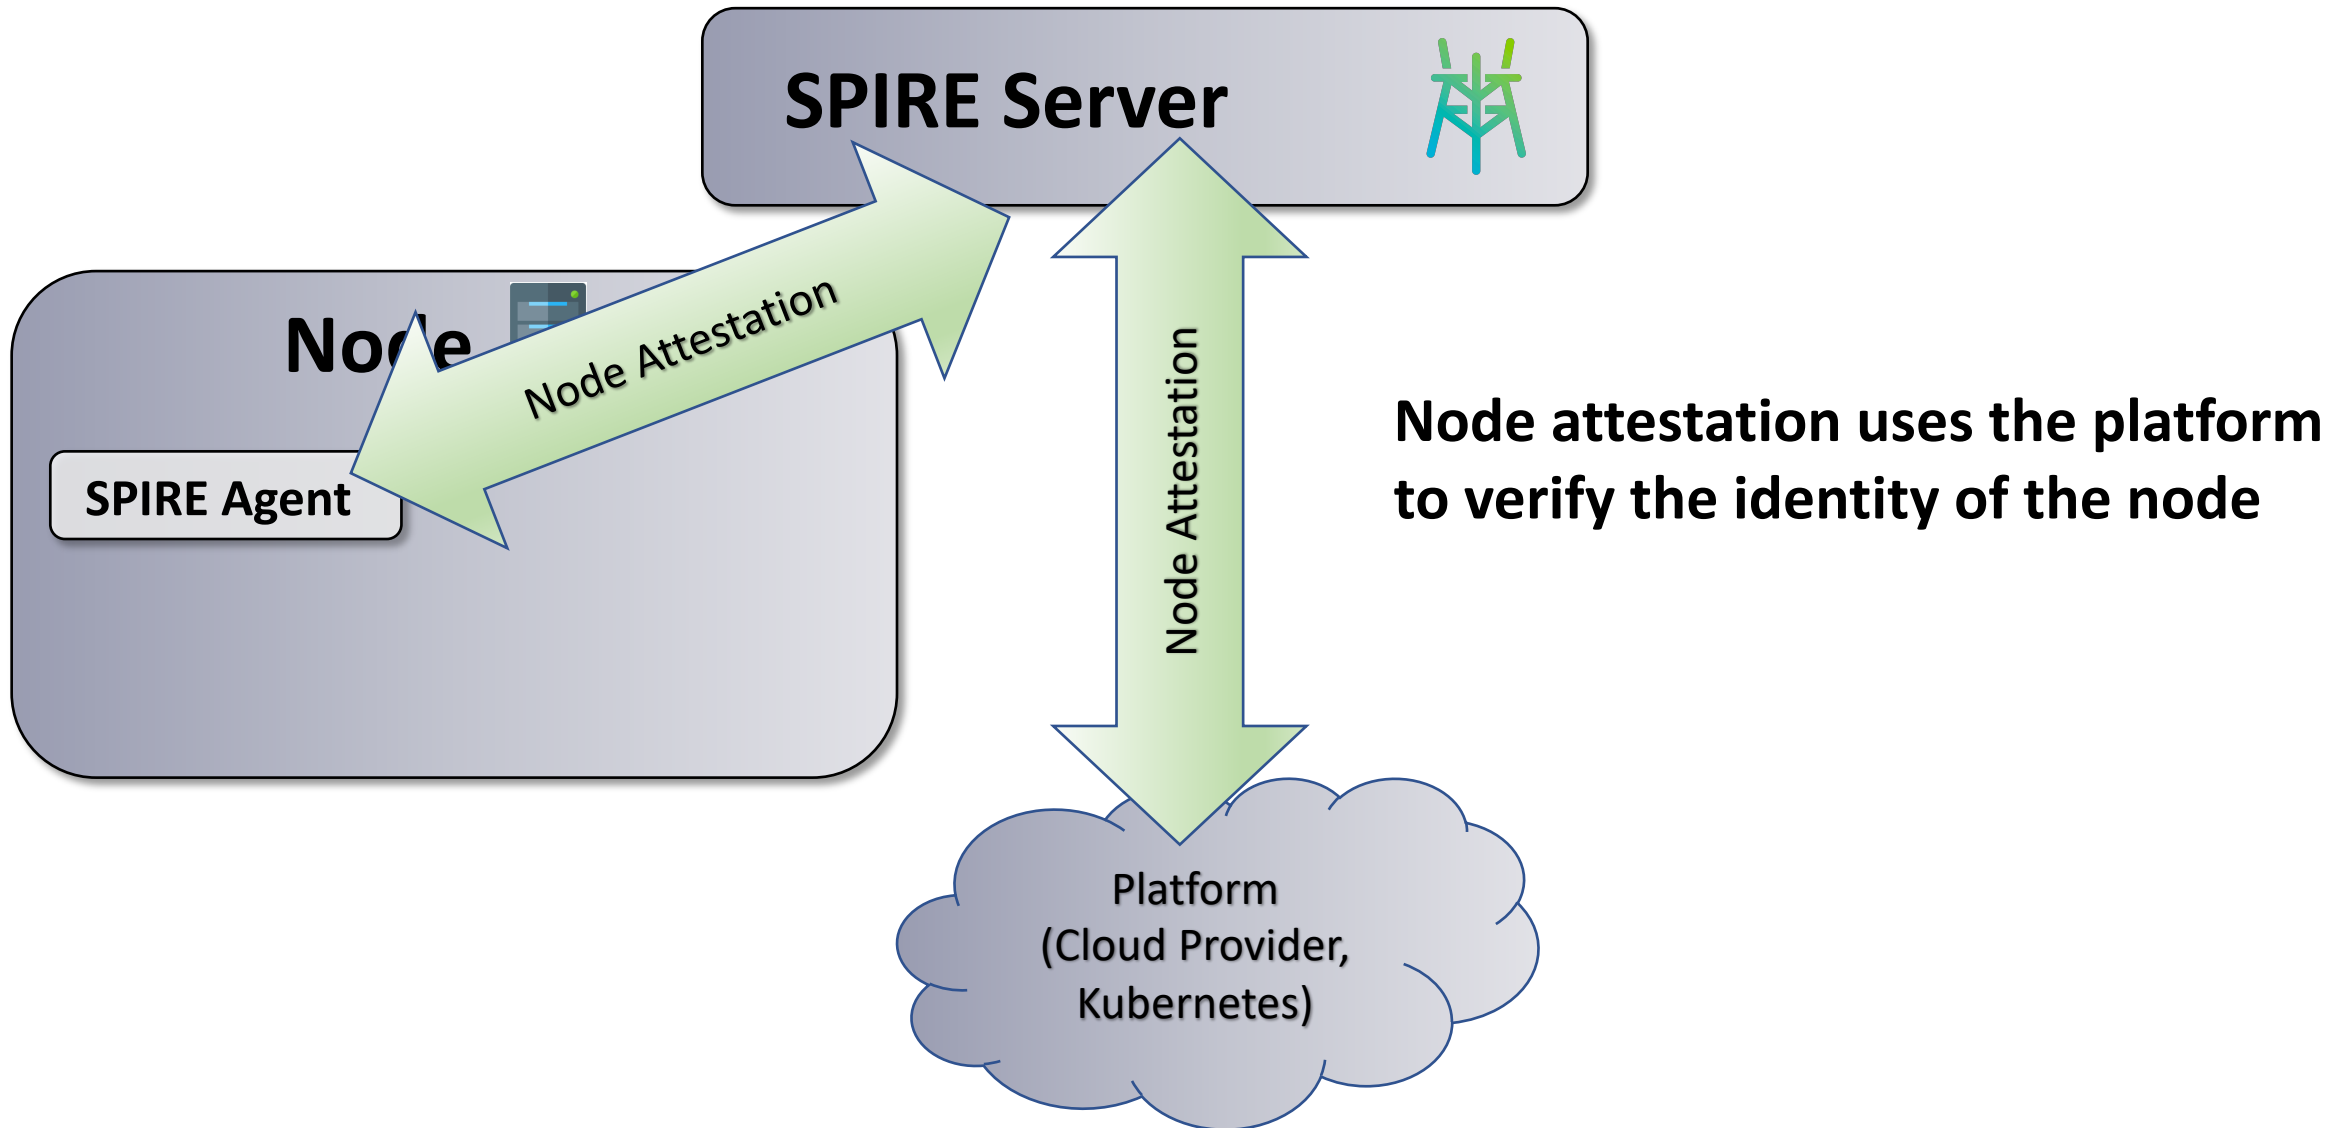 SPIRE Server
Node
Node Attestation
SPIRE Agent
Node Attestation
Node attestation uses the platform
to verify the identity of the node
Platform
(Cloud Provider,
Kubernetes)